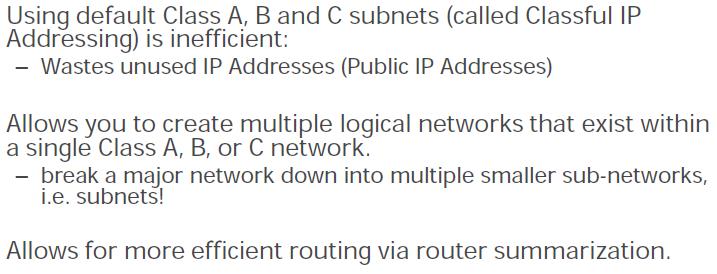 Using default Class A, B and C subnets (called Classful IP
Addressing) is inefficient:
– Wastes unused IP Addresses (Public IP Addresses)
Allows you to create multiple logical networks that exist within
a single Class A, B, or C network.
– break a major network down into multiple smaller sub-networks,
i.e. subnets!
Allows for more efficient routing via router summarization.